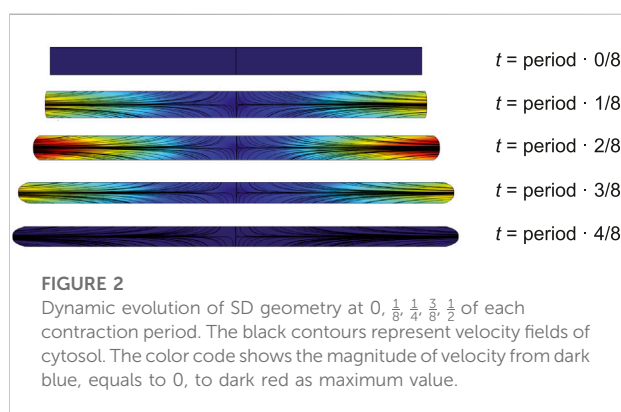 t = period · 0/8
t = period · 1/8
t = period · 2/8
t = period · 3/8
t = period · 4/8
FIGURE 2
Dynamic evolution of SD geometry at 0, 1/8, 1/4, 3/8, 1/2 of each
contraction period. The black contours represent velocity fields of
cytosol. The color code shows the magnitude of velocity from dark
blue, equals to 0, to dark red as maximum value.